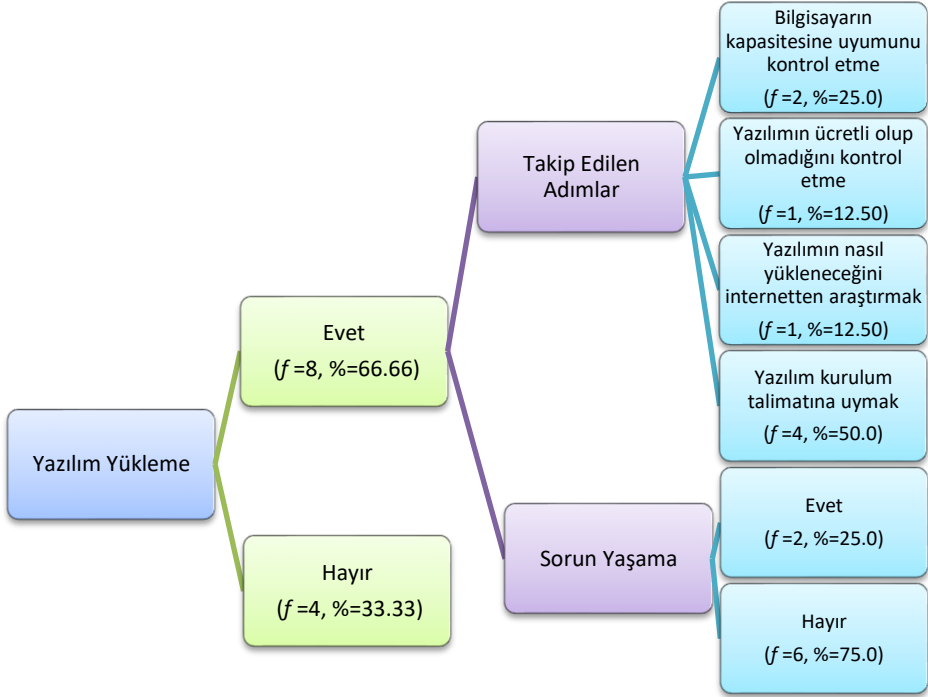 Yazılım Yükleme
Evet
(f =8, %=66.66)
Hayır
(f =4, %=33.33)
Takip Edilen
Adımlar
Sorun Yaşama
Bilgisayarın
kapasitesine uyumunu
kontrol etme
(f =2, %=25.0)
Yazılımın ücretli olup
olmadığını kontrol
etme
(f =1, %=12.50)
Yazılımın nasıl
yükleneceğini
internetten araştırmak
(f =1, %=12.50)
Yazılım kurulum
talimatına uymak
(f =4, %=50.0)
Evet
(f =2, %=25.0)
Hayır
(f =6, %=75.0)